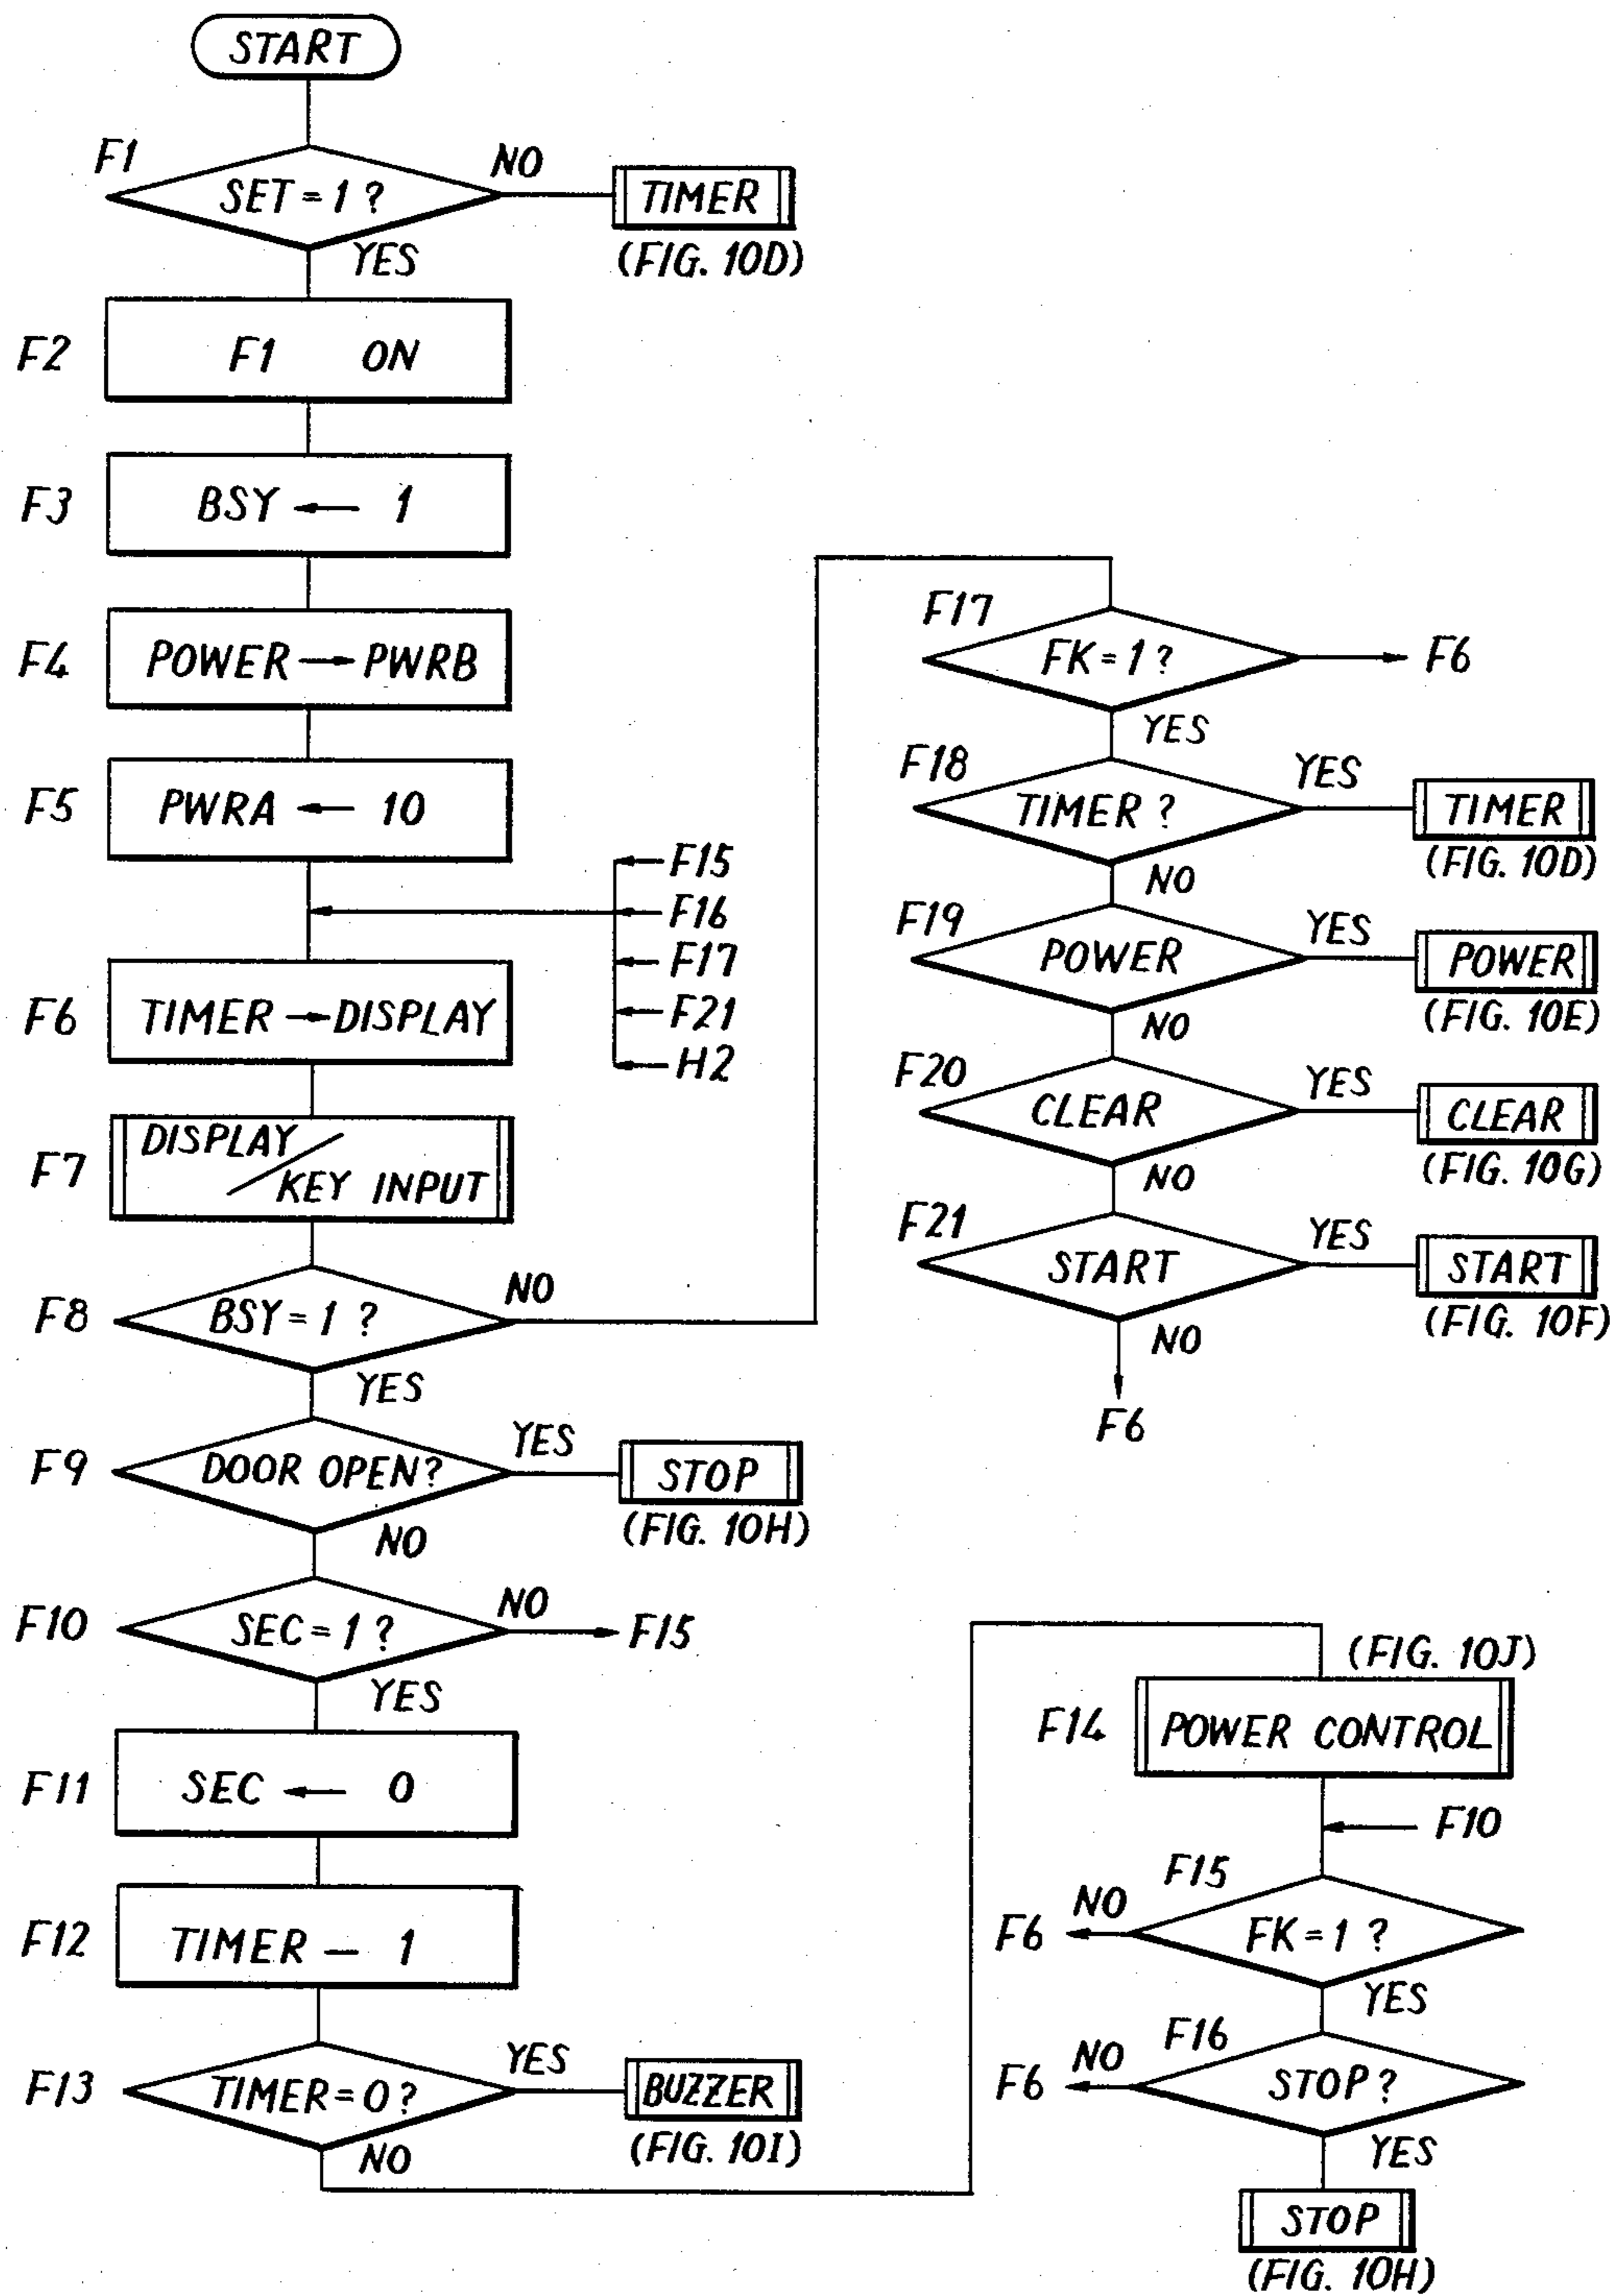 START
F1
SET = 1 ?
NO
TIMER
(FIG. 10D)
YES
F2
F1 ON
F3
BSY ← 1
F4
POWER → PWRB
F5
PWRA ← 10
F15
F16
F17
F21
H2
F6
TIMER → DISPLAY
F7
DISPLAY / KEY INPUT
F8
BSY = 1 ?
NO
YES
F9
DOOR OPEN?
YES
STOP
(FIG. 10H)
NO
F10
SEC = 1 ?
NO
F15
YES
F11
SEC ← 0
F12
TIMER — 1
F13
TIMER = 0 ?
YES
BUZZER
(FIG. 10I)
NO
F17
FK = 1 ?
F6
YES
F18
TIMER ?
YES
TIMER
(FIG. 10D)
NO
F19
POWER
YES
POWER
(FIG. 10E)
NO
F20
CLEAR
YES
CLEAR
(FIG. 10G)
NO
F21
START
YES
START
(FIG. 10F)
NO
F6
(FIG. 10J)
F14
POWER CONTROL
F10
F15
FK = 1 ?
NO
F6
YES
F16
STOP ?
NO
F6
YES
STOP
(FIG. 10H)